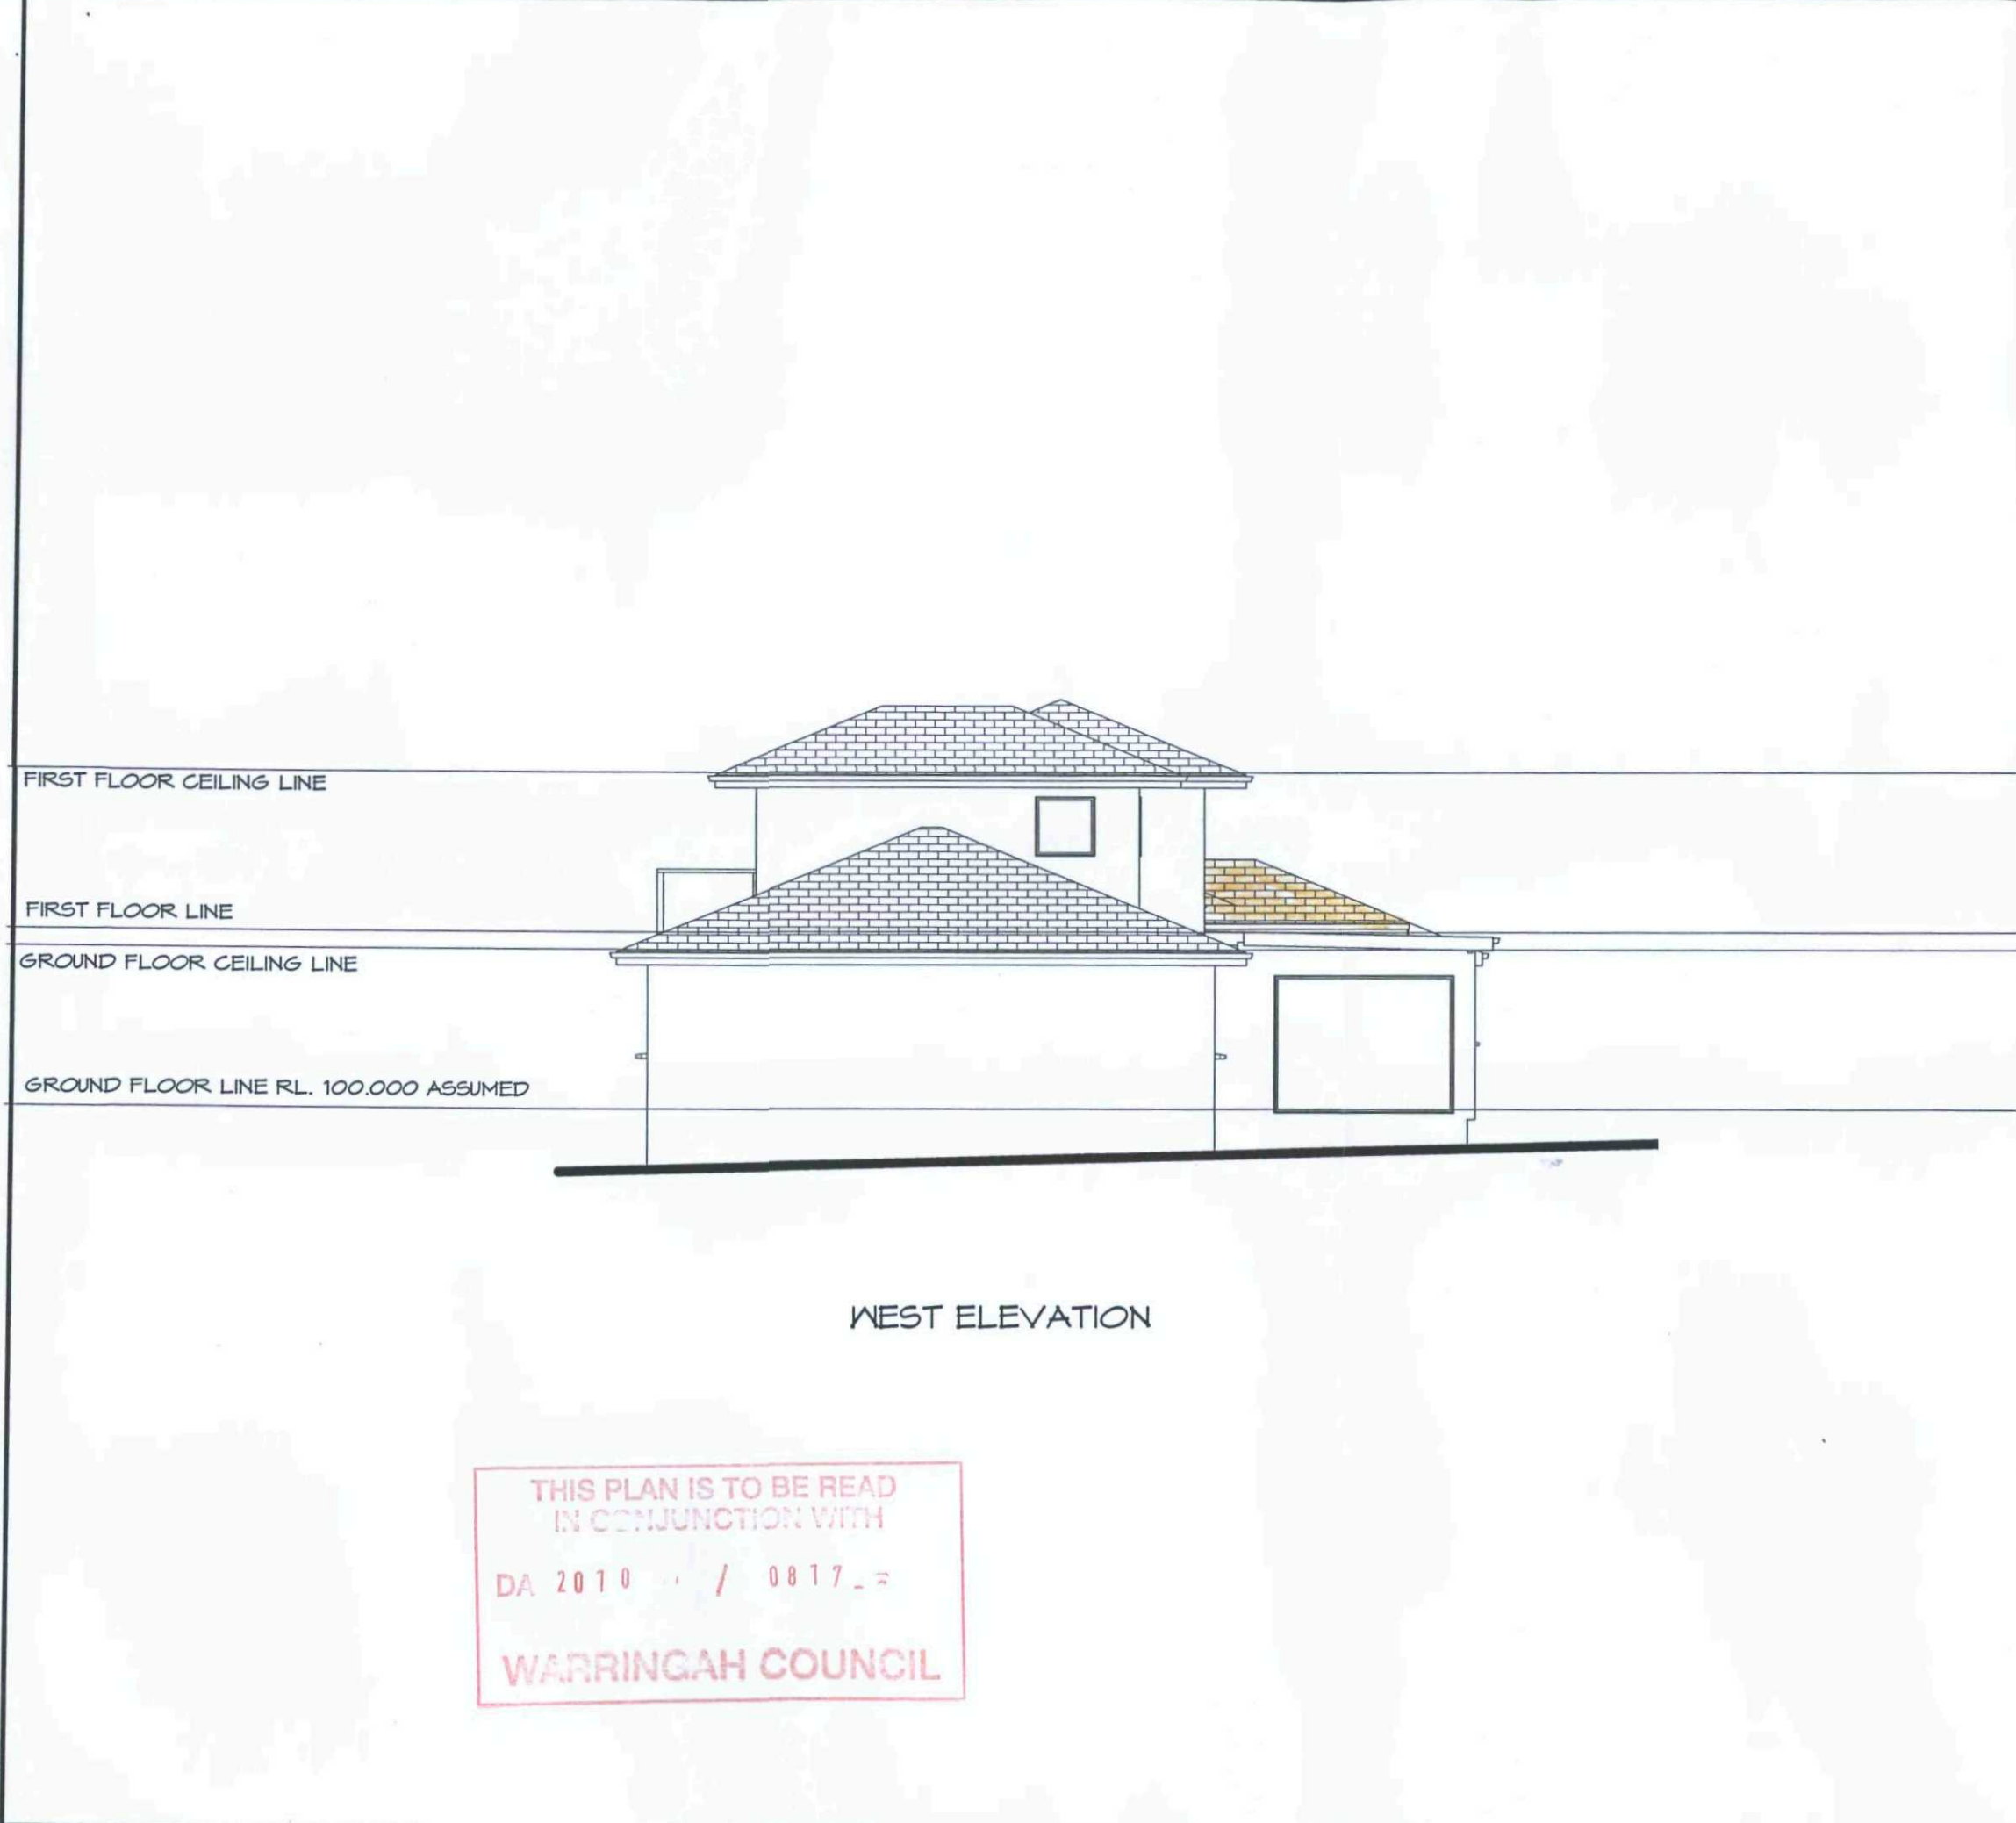 FIRST FLOOR CEILING LINE
FIRST FLOOR LINE
GROUND FLOOR CEILING LINE
GROUND FLOOR LINE RL. 100.000 ASSUMED
WEST ELEVATION
THIS PLAN IS TO BE READ
IN CONJUNCTION WITH
DA 2010 / 0817
WARRINGAH COUNCIL